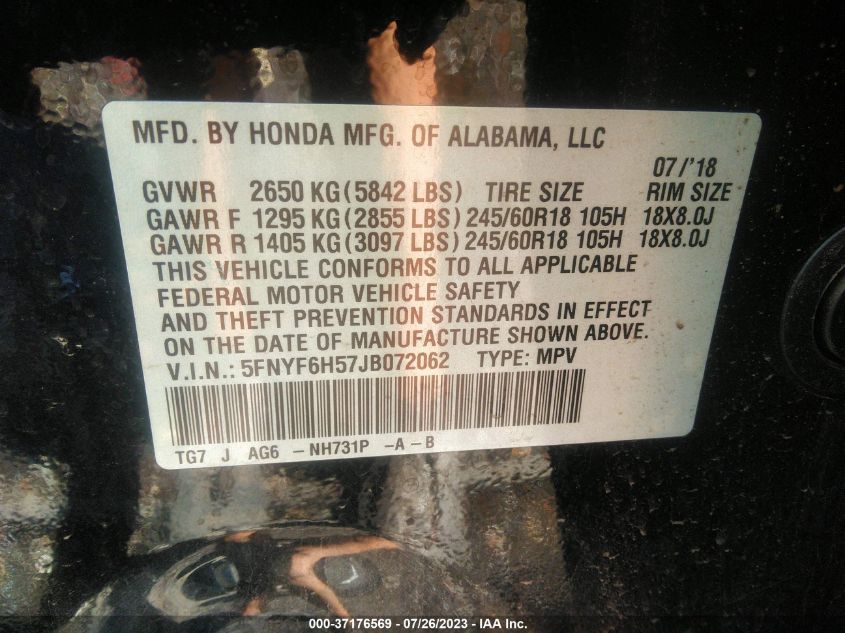 MFD. BY HONDA MFG. OF ALABAMA, LLC
07/'18
GVWR 2650 KG(5842 LBS) TIRE SIZE RIM SIZE
GAWR F 1295 KG(2855 LBS) 245/60R18 105H 18X8.0J
GAWR R 1405 KG(3097 LBS) 245/60R18 105H 18X8.0J
THIS VEHICLE CONFORMS TO ALL APPLICABLE
FEDERAL MOTOR VEHICLE SAFETY
AND THEFT PREVENTION STANDARDS IN EFFECT
ON THE DATE OF MANUFACTURE SHOWN ABOVE.
V.I.N.: 5FNYF6H57JB072062 TYPE: MPV
TG7 J AG6 -NH731P -A-B
000-37176569 - 07/26/2023 - IAA Inc.